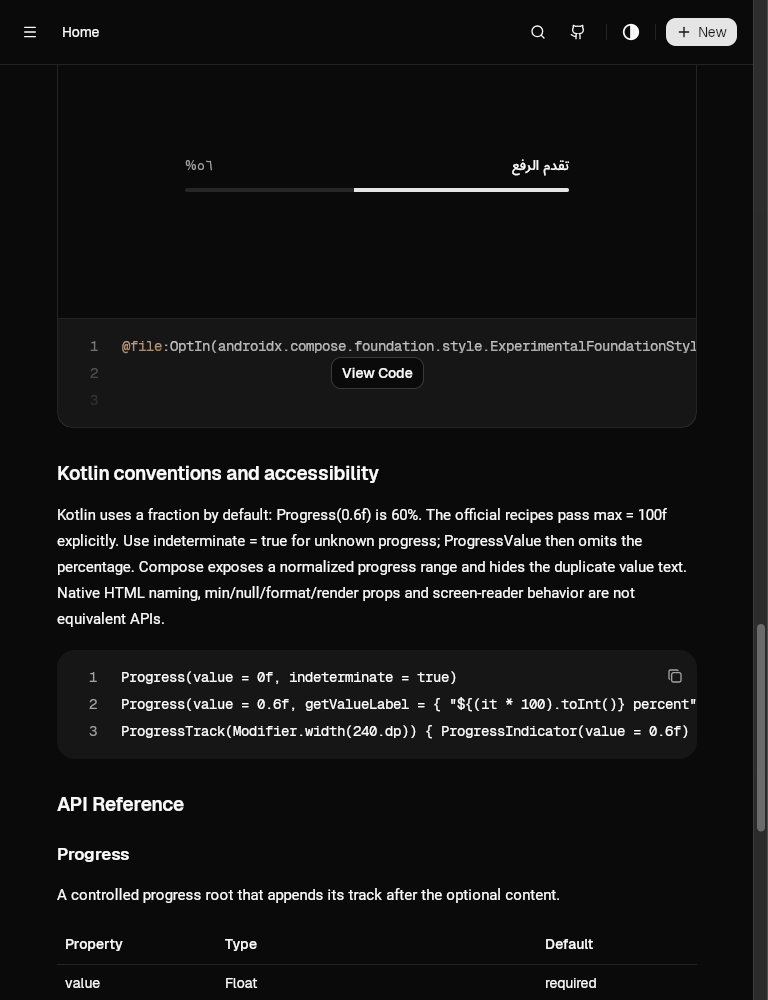 Home
New
%٥٦
تقدم الرفع
1 @file:OptIn(androidx.compose.foundation.style.ExperimentalFoundationStyl
2
View Code
3
Kotlin conventions and accessibility
Kotlin uses a fraction by default: Progress(0.6f) is 60%. The official recipes pass max = 100f
explicitly. Use indeterminate = true for unknown progress; ProgressValue then omits the
percentage. Compose exposes a normalized progress range and hides the duplicate value text.
Native HTML naming, min/null/format/render props and screen-reader behavior are not
equivalent APIs.
1 Progress(value = 0f, indeterminate = true)
2 Progress(value = 0.6f, getValueLabel = { "${(it * 100).toInt()} percent"
3 ProgressTrack(Modifier.width(240.dp)) { ProgressIndicator(value = 0.6f)
API Reference
Progress
A controlled progress root that appends its track after the optional content.
Property Type Default
value Float required